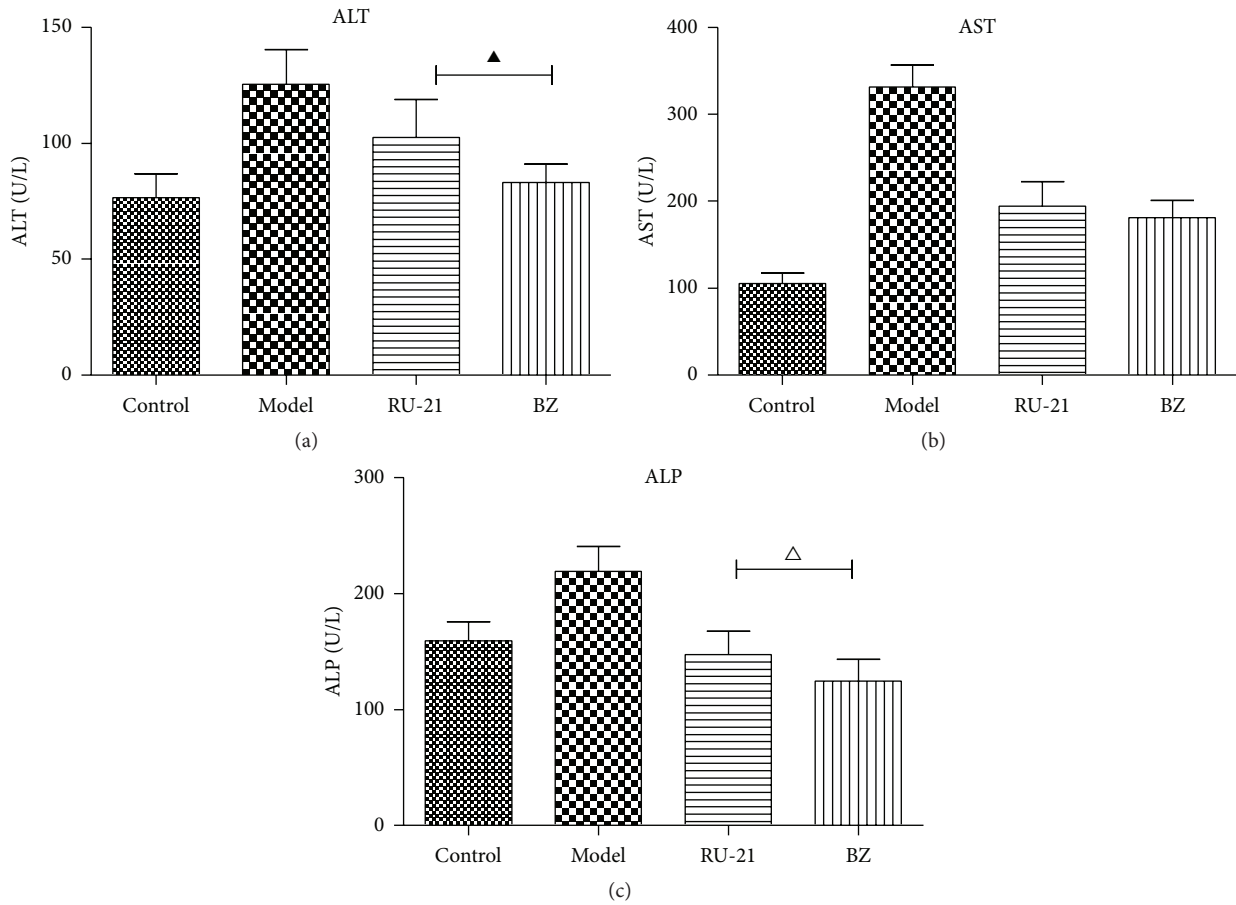 ALT
150
100
50
0
ALT (U/L)
Control Model RU-21 BZ
(a)
AST
400
300
200
100
0
AST (U/L)
Control Model RU-21 BZ
(b)
ALP
300
200
100
0
ALP (U/L)
Control Model RU-21 BZ
(c)